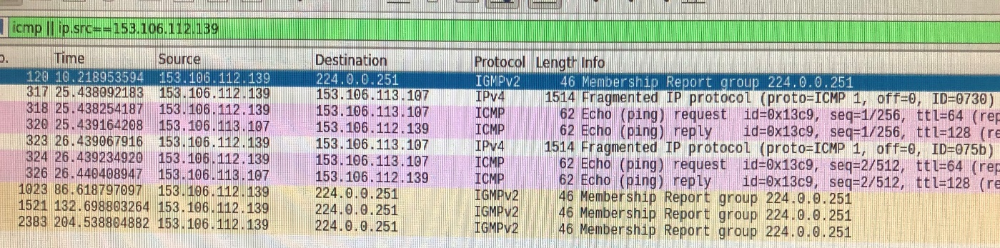 icmp || ip.src==153.106.112.139
Time Source Destination Protocol Length Info
120 10.218953594 153.106.112.139 224.0.0.251 IGMPv2 46 Membership Report group 224.0.0.251
317 25.438092183 153.106.112.139 153.106.113.107 IPv4 1514 Fragmented IP protocol (proto=ICMP 1, off=0, ID=0730)
318 25.438254187 153.106.112.139 153.106.113.107 ICMP 62 Echo (ping) request id=0x13c9, seq=1/256, ttl=64 (rep
320 25.439164208 153.106.113.107 153.106.112.139 ICMP 62 Echo (ping) reply id=0x13c9, seq=1/256, ttl=128 (re
323 26.439067916 153.106.112.139 153.106.113.107 IPv4 1514 Fragmented IP protocol (proto=ICMP 1, off=0, ID=075b)
324 26.439234920 153.106.112.139 153.106.113.107 ICMP 62 Echo (ping) request id=0x13c9, seq=2/512, ttl=64 (rep
326 26.440408947 153.106.113.107 153.106.112.139 ICMP 62 Echo (ping) reply id=0x13c9, seq=2/512, ttl=128 (re
1023 86.618797097 153.106.112.139 224.0.0.251 IGMPv2 46 Membership Report group 224.0.0.251
1521 132.698803264 153.106.112.139 224.0.0.251 IGMPv2 46 Membership Report group 224.0.0.251
2383 204.538804882 153.106.112.139 224.0.0.251 IGMPv2 46 Membership Report group 224.0.0.251